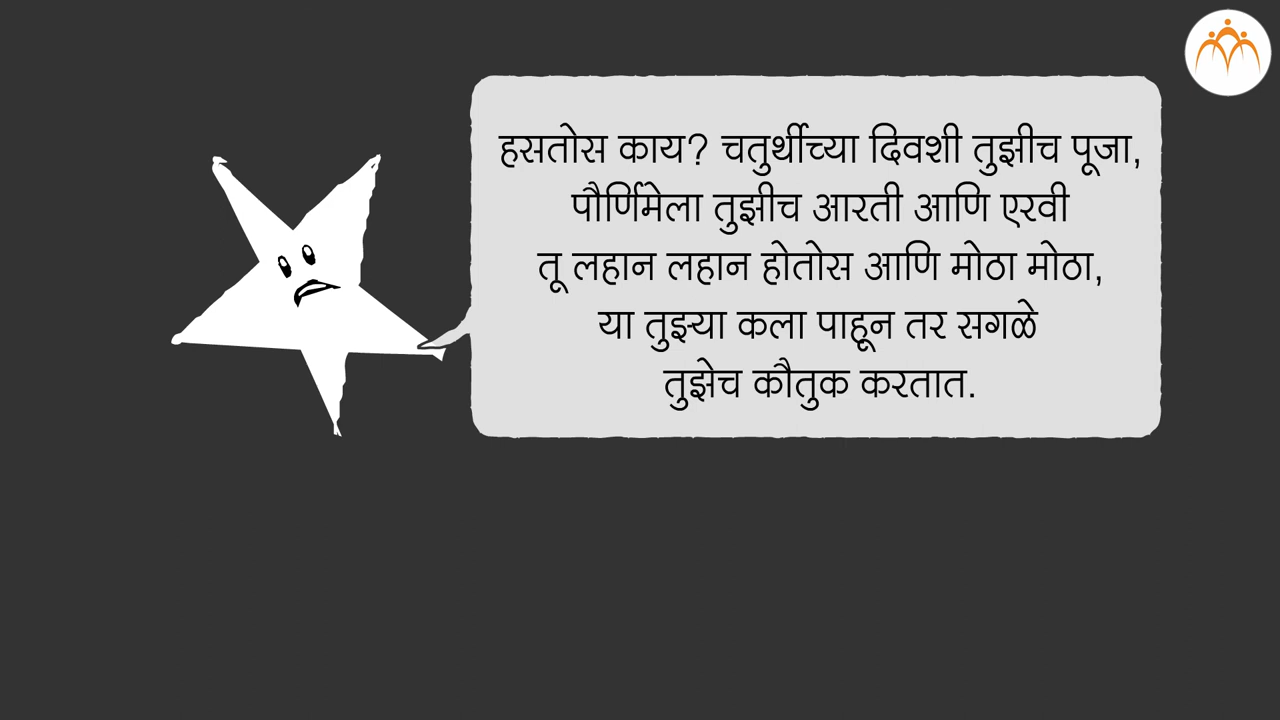 हसतोस काय? चतुर्थीच्या दिवशी तुझीच पूजा,
पौर्णिमेला तुझीच आरती आणि एरवी
तू लहान लहान होतोस आणि मोठा मोठा,
या तुझ्या कला पाहून तर सगळे
तुझेच कौतुक करतात.